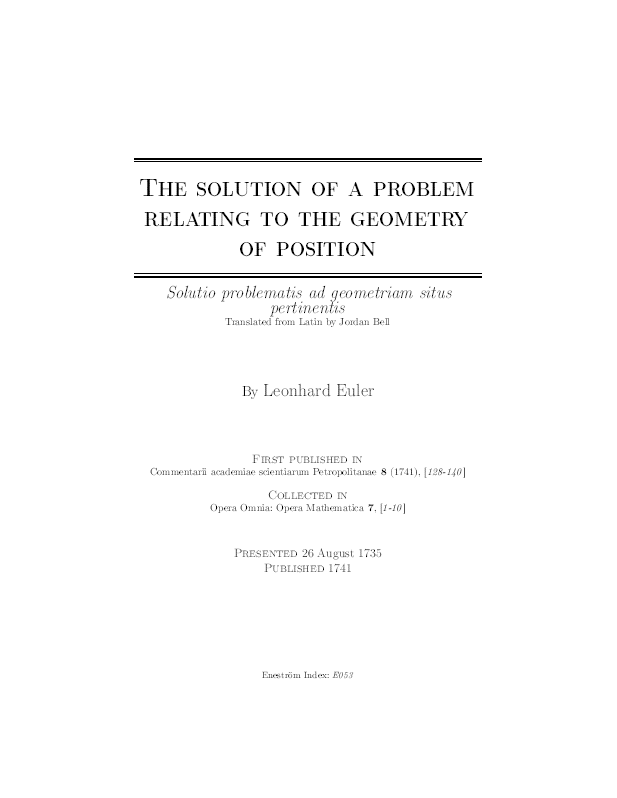 The solution of a problem
relating to the geometry
of position
Solutio problematis ad geometriam situs
pertinentis
Translated from Latin by Jordan Bell
By Leonhard Euler
First published in
Commentarii academiae scientiarum Petropolitanae 8 (1741), [128-140]
Collected in
Opera Omnia: Opera Mathematica 7, [1-10]
Presented 26 August 1735
Published 1741
Eneström Index: E053